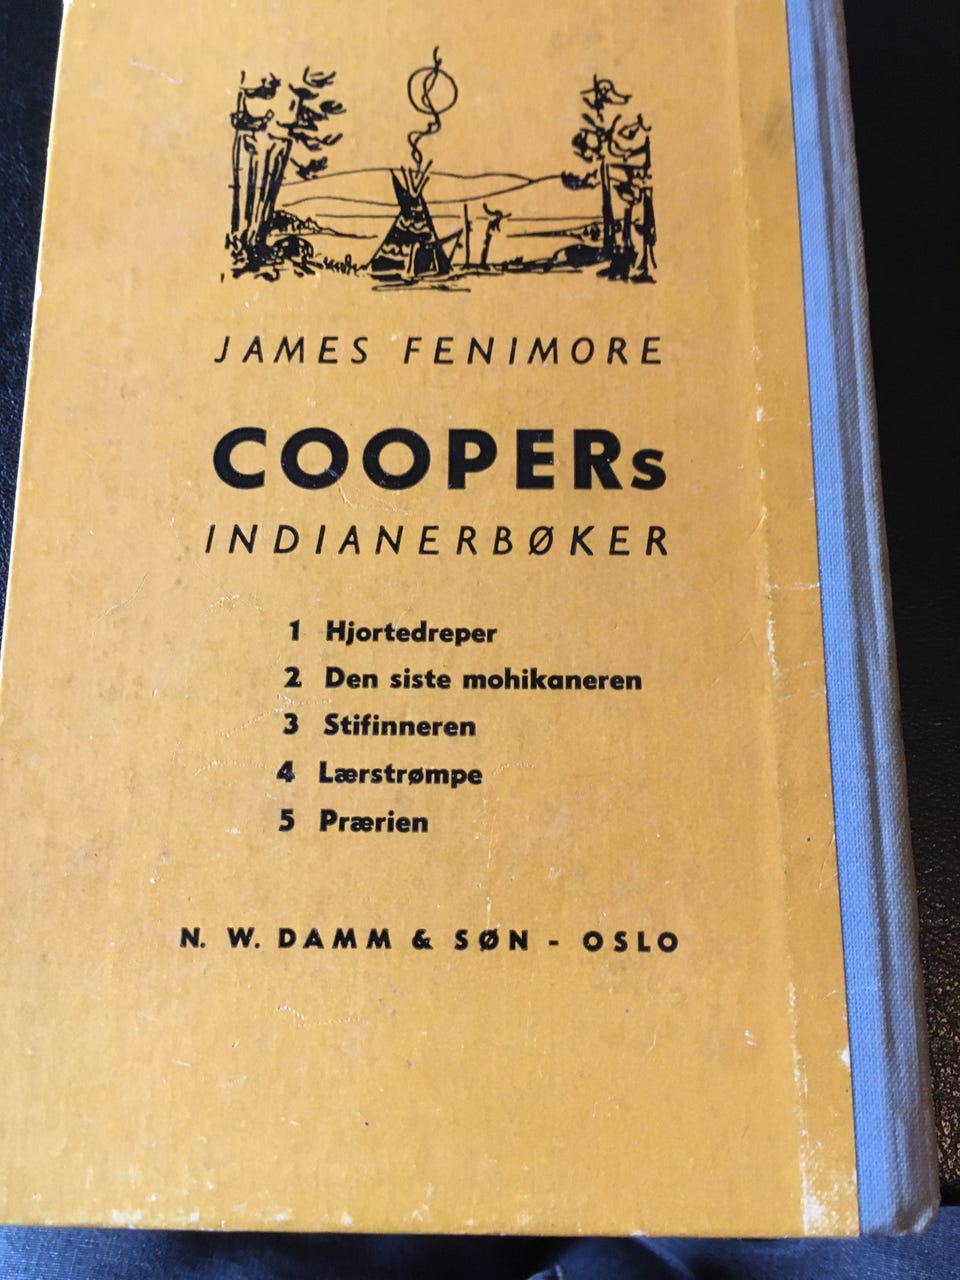 JAMES FENIMORE
COOPERs
INDIANERBØKER
1 Hjortedreper
2 Den siste mohikaneren
3 Stifinneren
4 Lærstrømpe
5 Prærien
N. W. DAMM & SØN - OSLO